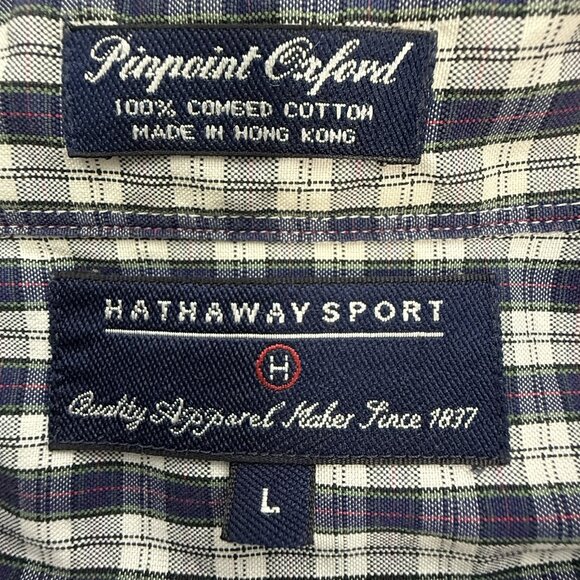 Pinpoint Oxford
100% COMBED COTTON
MADE IN HONG KONG
HATHAWAY SPORT
H
Quality Apparel Maker Since 1837
L